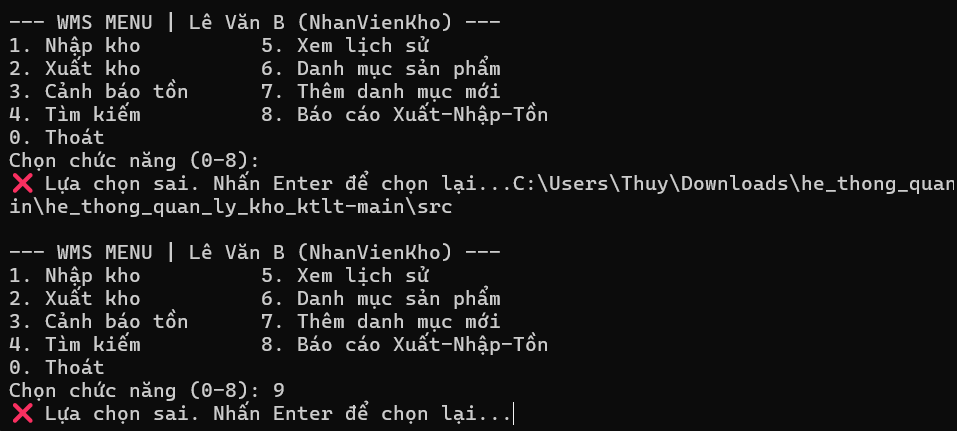 --- WMS MENU | Lê Văn B (NhanVienKho) ---
1. Nhập kho          5. Xem lịch sử
2. Xuất kho          6. Danh mục sản phẩm
3. Cảnh báo tồn      7. Thêm danh mục mới
4. Tìm kiếm          8. Báo cáo Xuất-Nhập-Tồn
0. Thoát
Chọn chức năng (0-8):
❌ Lựa chọn sai. Nhấn Enter để chọn lại...C:\Users\Thuy\Downloads\he_thong_quan
in\he_thong_quan_ly_kho_ktlt-main\src
--- WMS MENU | Lê Văn B (NhanVienKho) ---
1. Nhập kho          5. Xem lịch sử
2. Xuất kho          6. Danh mục sản phẩm
3. Cảnh báo tồn      7. Thêm danh mục mới
4. Tìm kiếm          8. Báo cáo Xuất-Nhập-Tồn
0. Thoát
Chọn chức năng (0-8): 9
❌ Lựa chọn sai. Nhấn Enter để chọn lại...